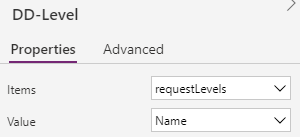 DD-Level
Properties Advanced
Items requestLevels
Value Name